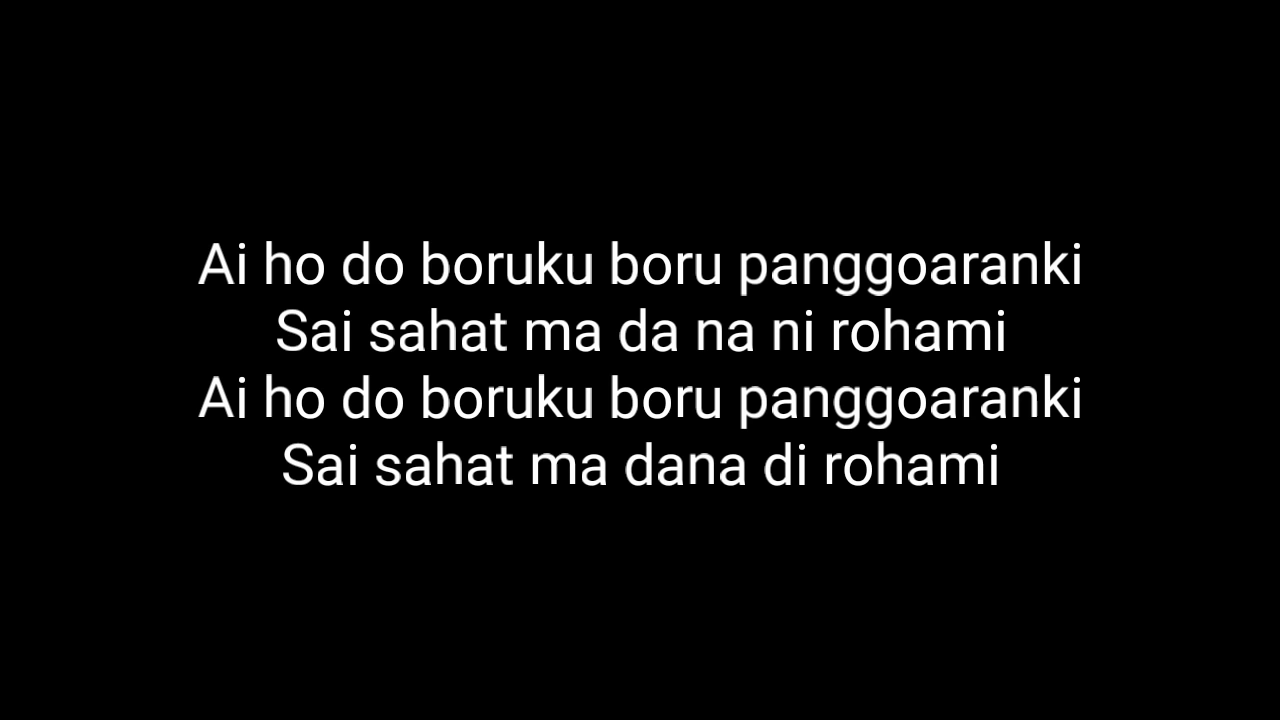 Ai ho do boruku boru panggoaranki
Sai sahat ma da na ni rohami
Ai ho do boruku boru panggoaranki
Sai sahat ma dana di rohami